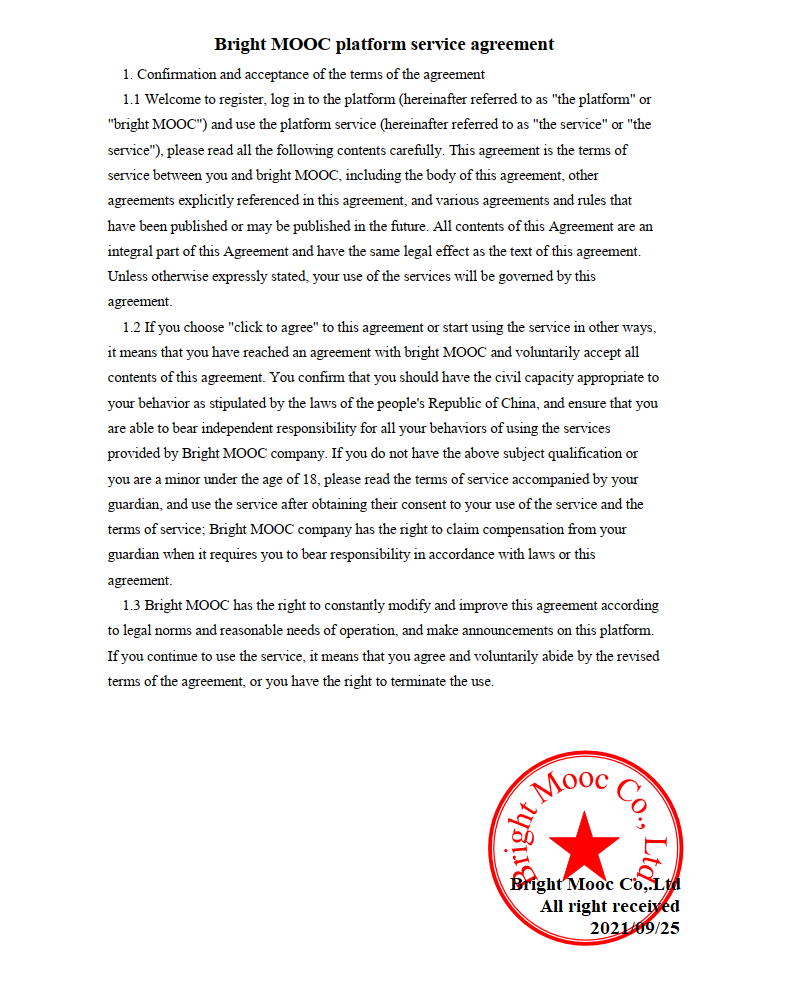 Bright MOOC platform service agreement
1. Confirmation and acceptance of the terms of the agreement
1.1 Welcome to register, log in to the platform (hereinafter referred to as "the platform" or
"bright MOOC") and use the platform service (hereinafter referred to as "the service" or "the
service"), please read all the following contents carefully. This agreement is the terms of
service between you and bright MOOC, including the body of this agreement, other
agreements explicitly referenced in this agreement, and various agreements and rules that
have been published or may be published in the future. All contents of this Agreement are an
integral part of this Agreement and have the same legal effect as the text of this agreement.
Unless otherwise expressly stated, your use of the services will be governed by this
agreement.
1.2 If you choose "click to agree" to this agreement or start using the service in other ways,
it means that you have reached an agreement with bright MOOC and voluntarily accept all
contents of this agreement. You confirm that you should have the civil capacity appropriate to
your behavior as stipulated by the laws of the people's Republic of China, and ensure that you
are able to bear independent responsibility for all your behaviors of using the services
provided by Bright MOOC company. If you do not have the above subject qualification or
you are a minor under the age of 18, please read the terms of service accompanied by your
guardian, and use the service after obtaining their consent to your use of the service and the
terms of service; Bright MOOC company has the right to claim compensation from your
guardian when it requires you to bear responsibility in accordance with laws or this
agreement.
1.3 Bright MOOC has the right to constantly modify and improve this agreement according
to legal norms and reasonable needs of operation, and make announcements on this platform.
If you continue to use the service, it means that you agree and voluntarily abide by the revised
terms of the agreement, or you have the right to terminate the use.
Bright Mooc Co., Ltd.
Bright Mooc Co,.Ltd
All right received
2021/09/25